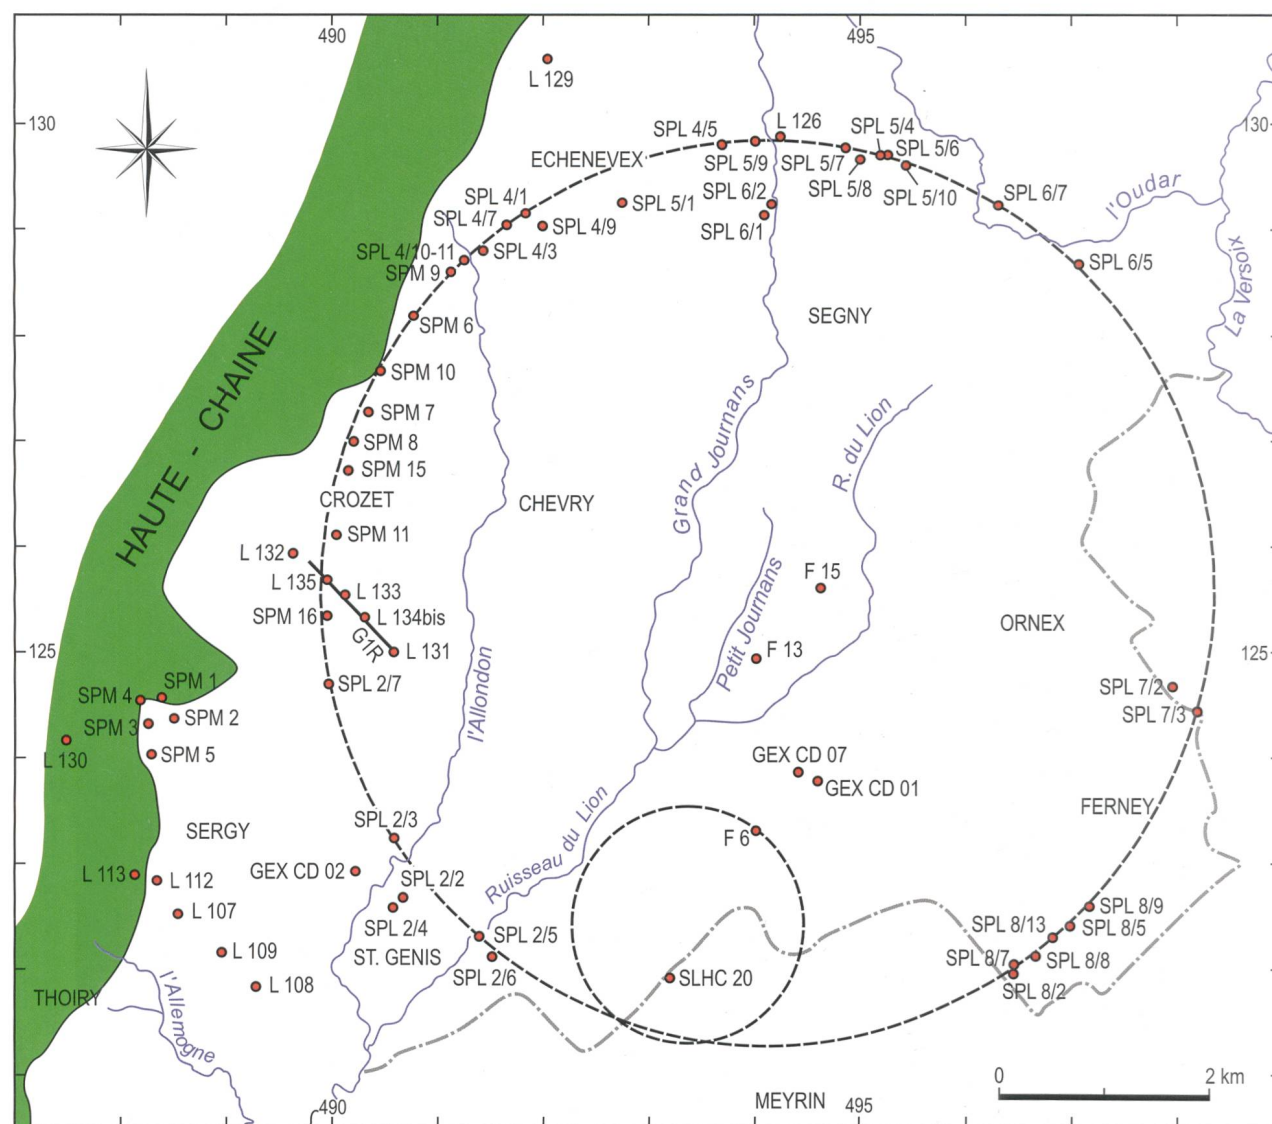 490
495
L 129
130
130
SPL 4/5
L 126
SPL 5/4
SPL 5/6
ECHENEVEX
SPL 5/9
SPL 5/7
SPL 5/8
SPL 5/10
SPL 6/7
l'Oudar
SPL 4/1
SPL 5/1
SPL 6/2
SPL 4/7
SPL 4/9
SPL 6/1
SPL 4/10-11
SPL 4/3
SPM 9
SPL 6/5
La Versoix
SEGNY
SPM 6
HAUTE - CHAINE
SPM 10
SPM 7
SPM 8
Grand Journans
R. du Lion
SPM 15
CROZET
CHEVRY
SPM 11
L 132
L 135
L 133
F 15
SPM 16
L 134bis
G1R
Petit Journans
ORNEX
L 131
F 13
125
125
l'Allondon
SPM 4
SPM 1
SPL 2/7
SPL 7/2
SPM 3
SPM 2
SPL 7/3
L 130
SPM 5
GEX CD 07
GEX CD 01
FERNEY
SERGY
SPL 2/3
Ruisseau du Lion
F 6
L 113
L 112
GEX CD 02
SPL 2/2
L 107
SPL 2/4
SPL 8/9
SPL 8/13
SPL 8/5
L 109
ST. GENIS
SPL 2/5
SPL 8/7
SPL 8/8
L 108
SPL 2/6
SLHC 20
SPL 8/2
THOIRY
l'Allemogne
0
2 km
490
MEYRIN
495